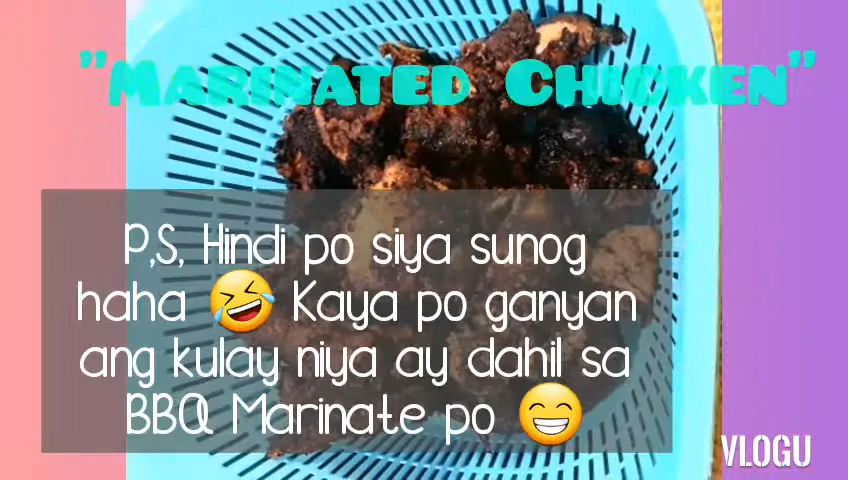 "Marinated Chicken"
P,S, Hindi po siya sunog
haha 🤣 Kaya po ganyan
ang kulay niya ay dahil sa
BBQ Marinate po 😁
VLOGU